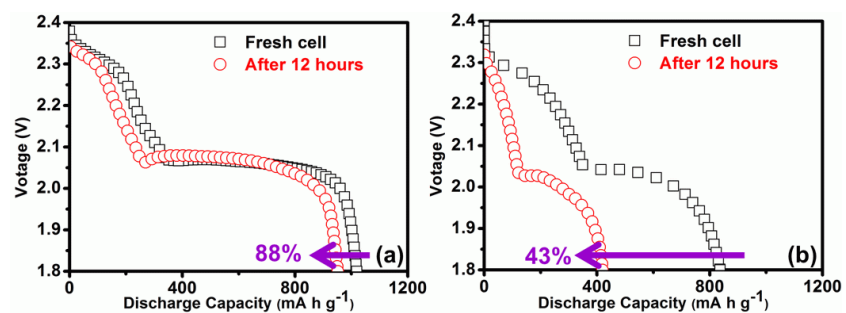 2.4
2.3
2.2
2.1
2.0
1.9
1.8
Votage (V)
Fresh cell
After 12 hours
88%
(a)
0 400 800 1200
Discharge Capacity (mA h g⁻¹)
2.4
2.3
2.2
2.1
2.0
1.9
1.8
Votage (V)
Fresh cell
After 12 hours
43%
(b)
0 400 800 1200
Discharge Capacity (mA h g⁻¹)